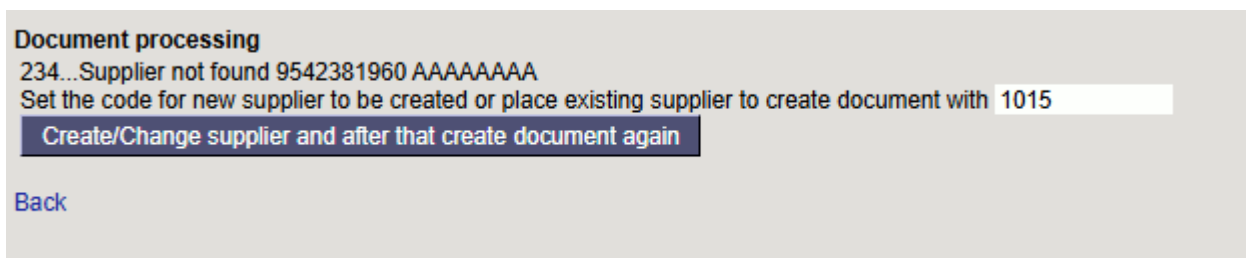 Document processing
234...Supplier not found 9542381960 AAAAAAAA
Set the code for new supplier to be created or place existing supplier to create document with 1015
Create/Change supplier and after that create document again
Back